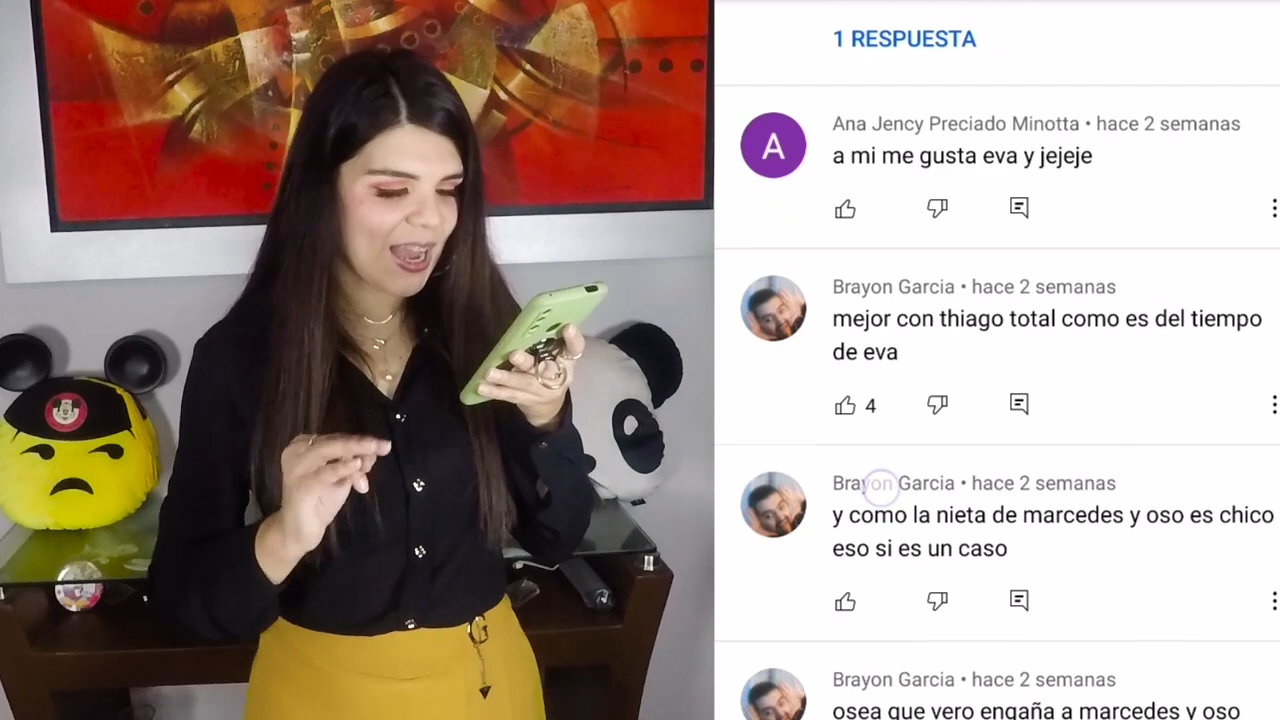 1 RESPUESTA
A
Ana Jency Preciado Minotta • hace 2 semanas
a mi me gusta eva y jejeje
Brayon Garcia • hace 2 semanas
mejor con thiago total como es del tiempo
de eva
4
Brayon Garcia • hace 2 semanas
y como la nieta de marcedes y oso es chico
eso si es un caso
Brayon Garcia • hace 2 semanas
osea que vero engaña a marcedes y oso